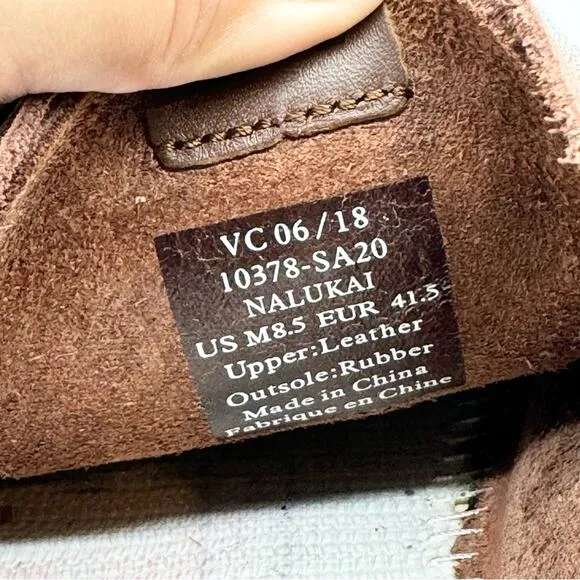 VC 06/18
10378-SA20
NALUKAI
US M8.5 EUR 41.5
Upper:Leather
Outsole:Rubber
Made in China
Fabrique en Chine